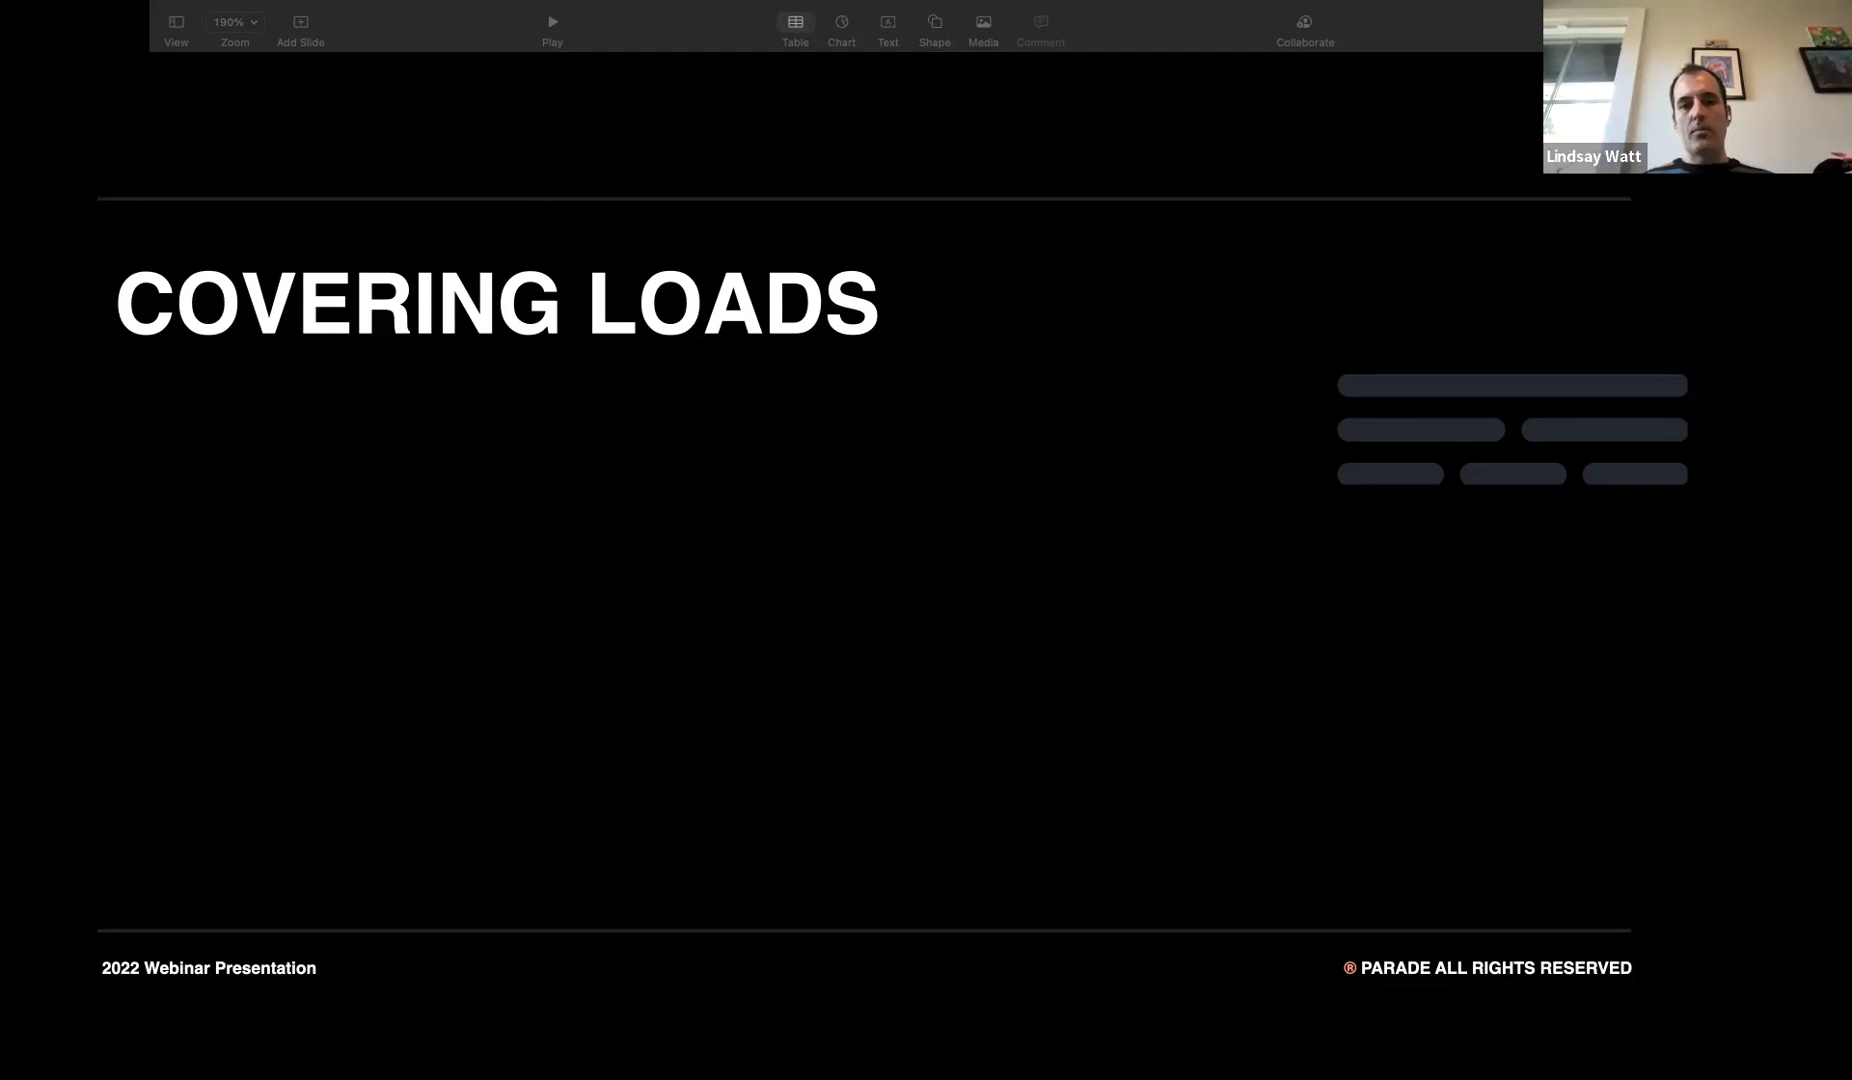 190%
View
Zoom
Add Slide
Play
Table
Chart
Text
Shape
Media
Comment
Collaborate
Lindsay Watt
COVERING LOADS
2022 Webinar Presentation
® PARADE ALL RIGHTS RESERVED